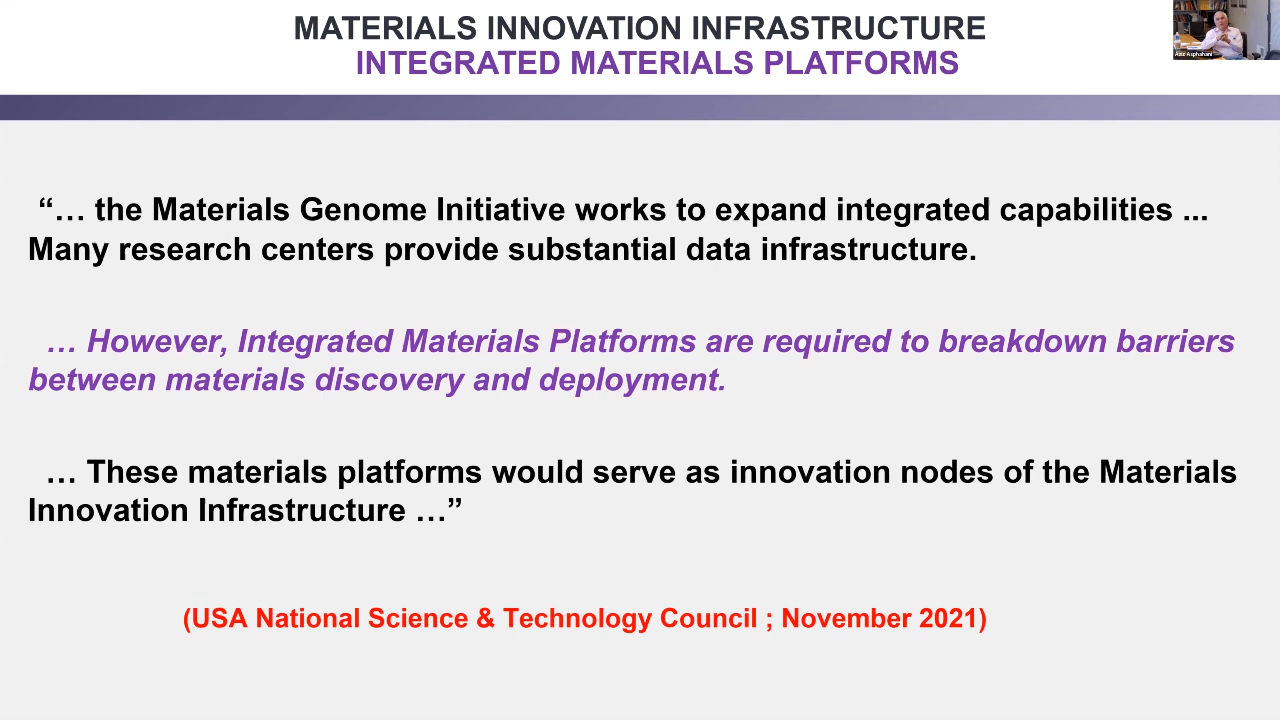 MATERIALS INNOVATION INFRASTRUCTURE
INTEGRATED MATERIALS PLATFORMS
Aziz Asphahani
“… the Materials Genome Initiative works to expand integrated capabilities ...
Many research centers provide substantial data infrastructure.
… However, Integrated Materials Platforms are required to breakdown barriers
between materials discovery and deployment.
… These materials platforms would serve as innovation nodes of the Materials
Innovation Infrastructure …”
(USA National Science & Technology Council ; November 2021)